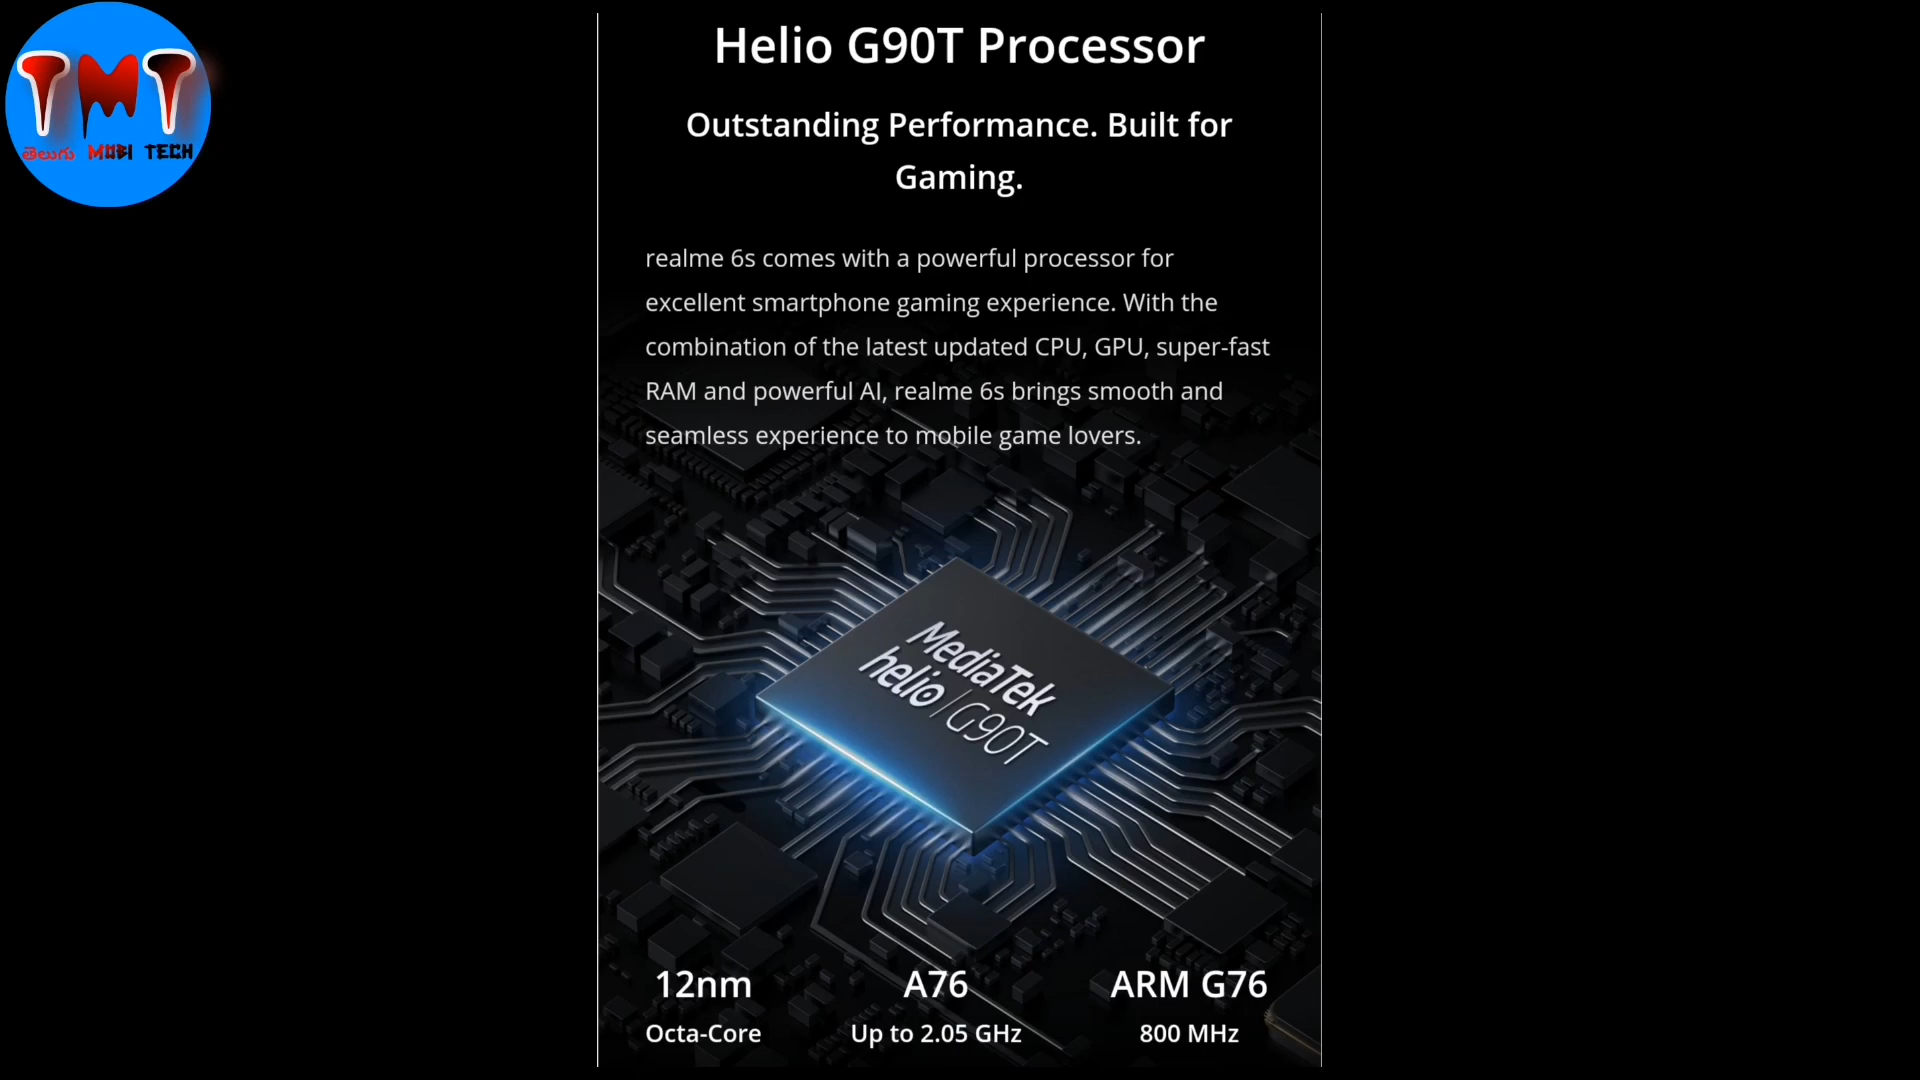 TMT
తెలుగు MOBI TECH
Helio G90T Processor
Outstanding Performance. Built for
Gaming.
realme 6s comes with a powerful processor for
excellent smartphone gaming experience. With the
combination of the latest updated CPU, GPU, super-fast
RAM and powerful AI, realme 6s brings smooth and
seamless experience to mobile game lovers.
MediaTek
helio | G90T
12nm
A76
ARM G76
Octa-Core
Up to 2.05 GHz
800 MHz